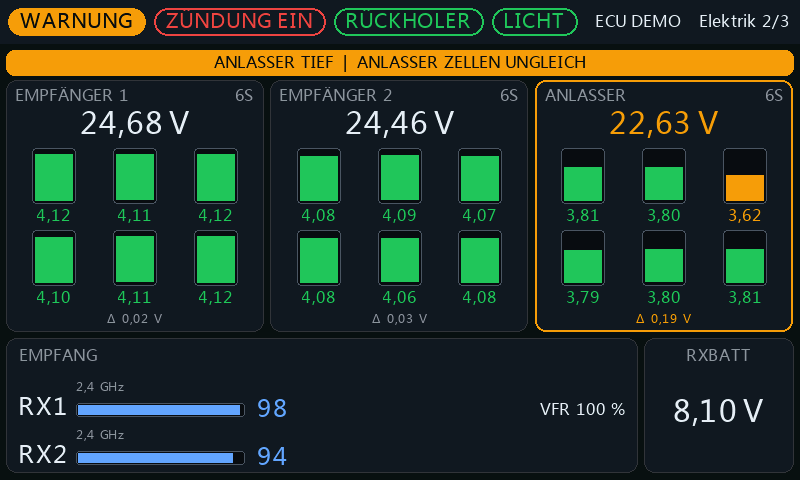 WARNUNG ZÜNDUNG EIN RÜCKHOLER LICHT ECU DEMO Elektrik 2/3
ANLASSER TIEF | ANLASSER ZELLEN UNGLEICH
EMPFÄNGER 1 6S
24,68 V
4,12 4,11 4,12
4,10 4,11 4,12
Δ 0,02 V
EMPFÄNGER 2 6S
24,46 V
4,08 4,09 4,07
4,08 4,06 4,08
Δ 0,03 V
ANLASSER 6S
22,63 V
3,81 3,80 3,62
3,79 3,80 3,81
Δ 0,19 V
EMPFANG
2,4 GHz
RX1 98
VFR 100 %
2,4 GHz
RX2 94
RXBATT
8,10 V